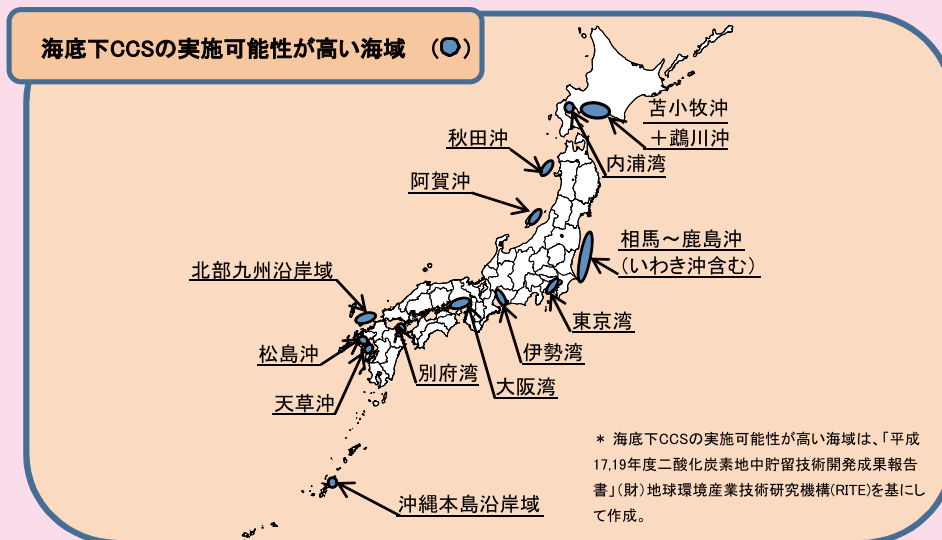 海底下CCSの実施可能性が高い海域 （ ）
苫小牧沖
＋鵡川沖
秋田沖
内浦湾
阿賀沖
相馬～鹿島沖
（いわき沖含む）
北部九州沿岸域
東京湾
松島沖
伊勢湾
別府湾
大阪湾
天草沖
＊ 海底下CCSの実施可能性が高い海域は、「平成
17,19年度二酸化炭素地中貯留技術開発成果報告
書」（財）地球環境産業技術研究機構(RITE)を基にし
て作成。
沖縄本島沿岸域